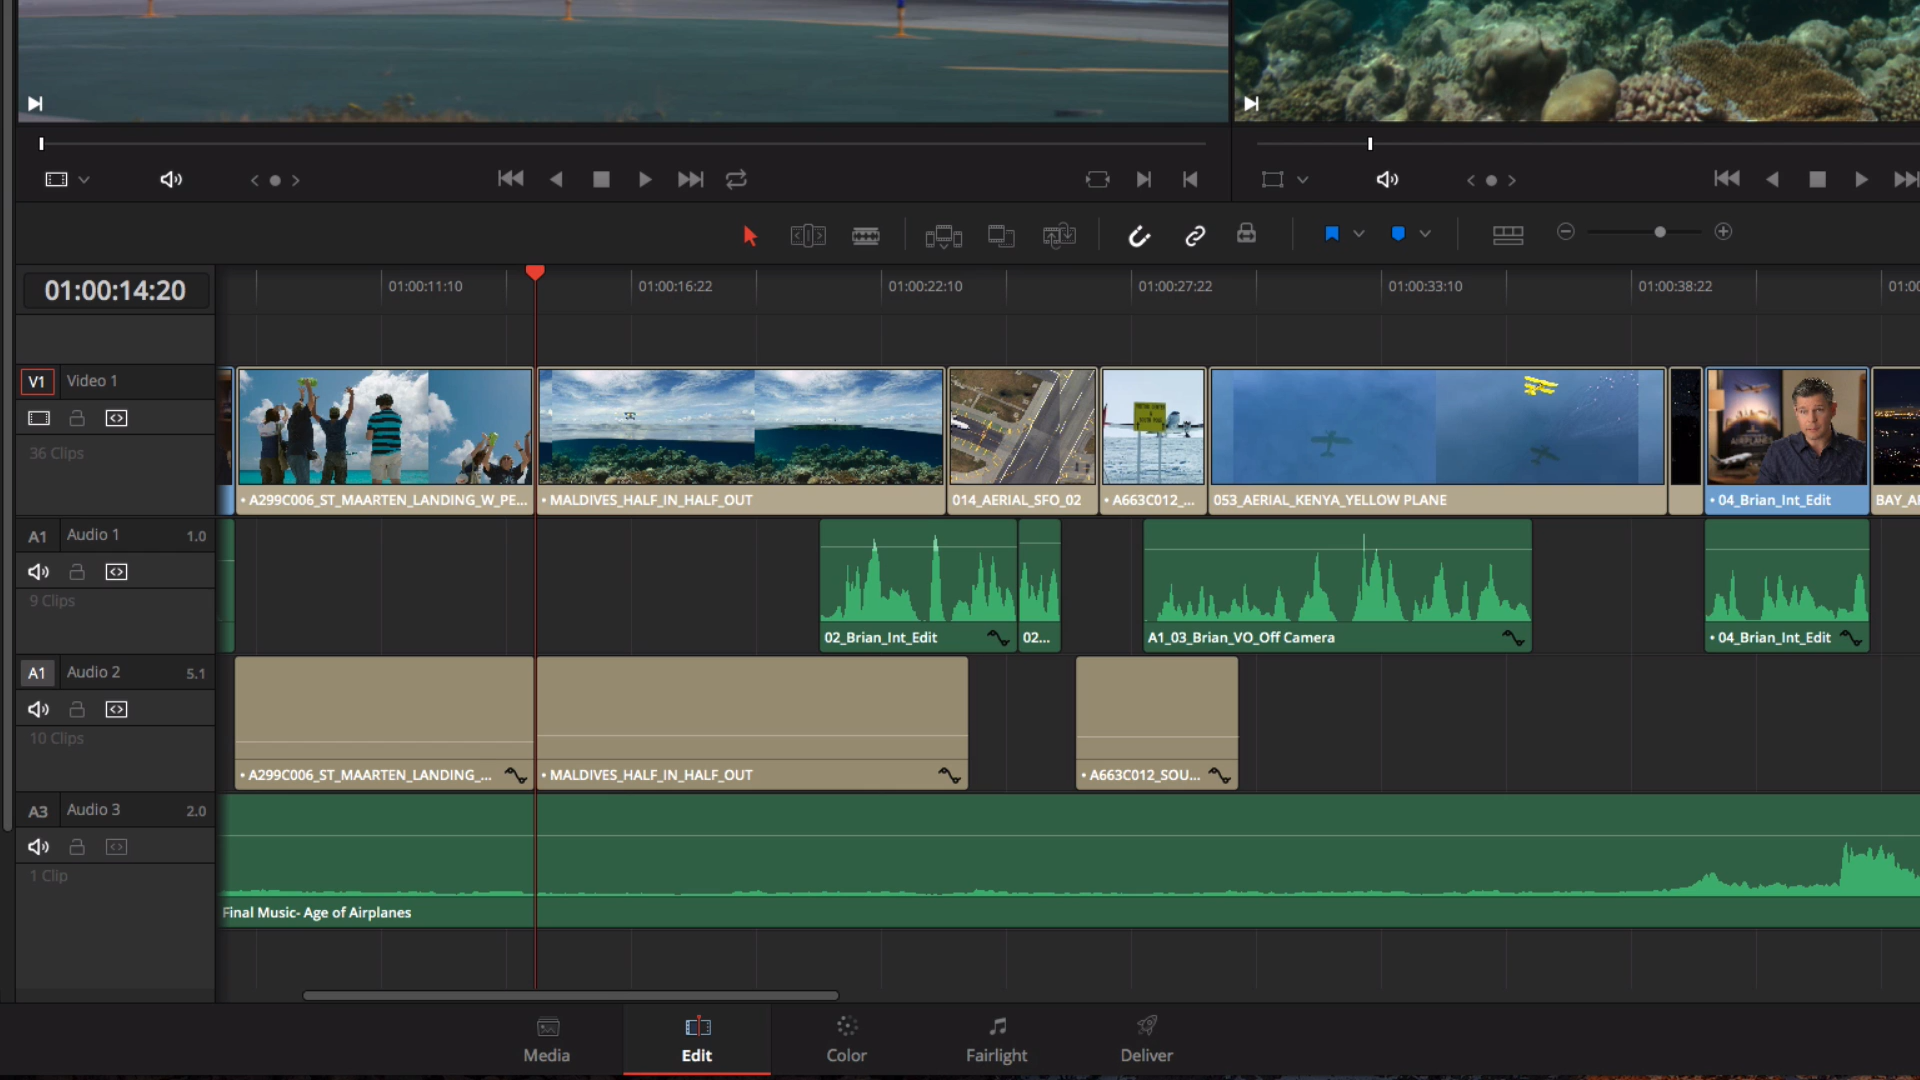 01:00:14:20
01:00:11:10
01:00:16:22
01:00:22:10
01:00:27:22
01:00:33:10
01:00:38:22
01:00
V1 Video 1
36 Clips
• A299C006_ST_MAARTEN_LANDING_W_PE...
• MALDIVES_HALF_IN_HALF_OUT
014_AERIAL_SFO_02
• A663C012_...
053_AERIAL_KENYA_YELLOW PLANE
• 04_Brian_Int_Edit
A1 Audio 1 1.0
9 Clips
02_Brian_Int_Edit
02...
A1_03_Brian_VO_Off Camera
• 04_Brian_Int_Edit
A1 Audio 2 5.1
10 Clips
• A299C006_ST_MAARTEN_LANDING_...
• MALDIVES_HALF_IN_HALF_OUT
• A663C012_SOU...
A3 Audio 3 2.0
1 Clip
Final Music- Age of Airplanes
Media
Edit
Color
Fairlight
Deliver